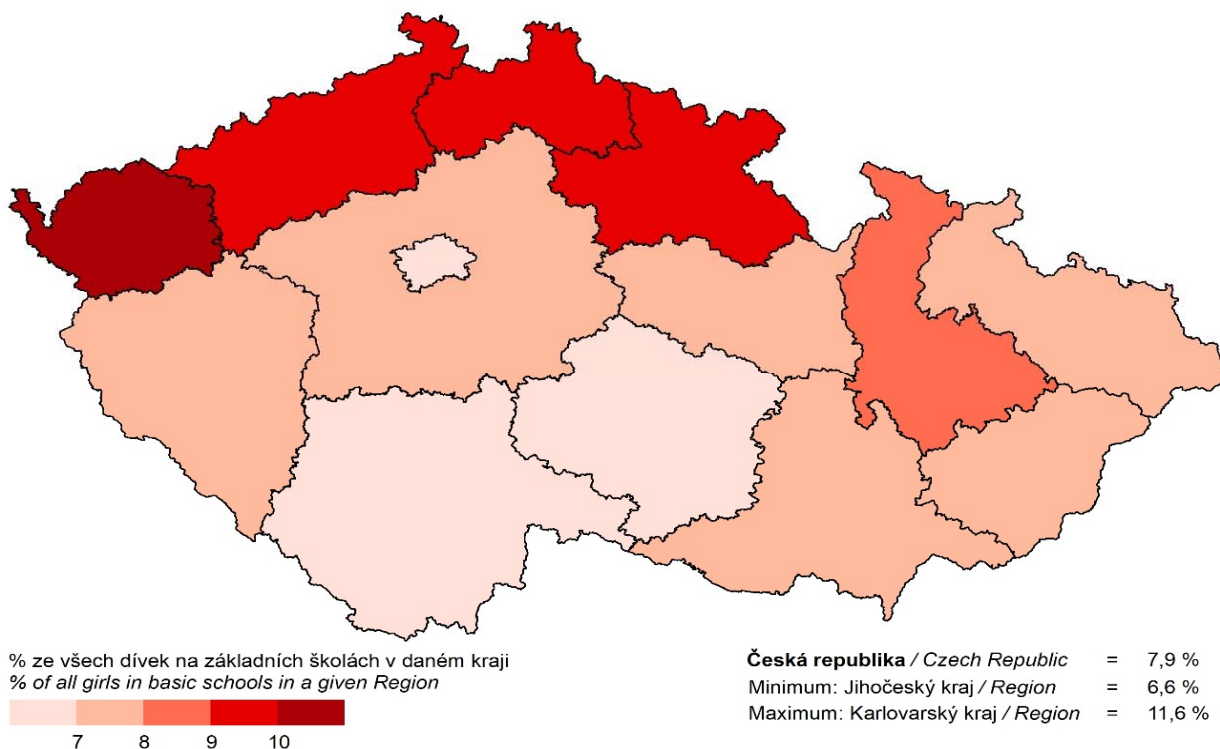 % ze všech dívek na základních školách v daném kraji
% of all girls in basic schools in a given Region
7 8 9 10
Česká republika / Czech Republic = 7,9 %
Minimum: Jihočeský kraj / Region = 6,6 %
Maximum: Karlovarský kraj / Region = 11,6 %